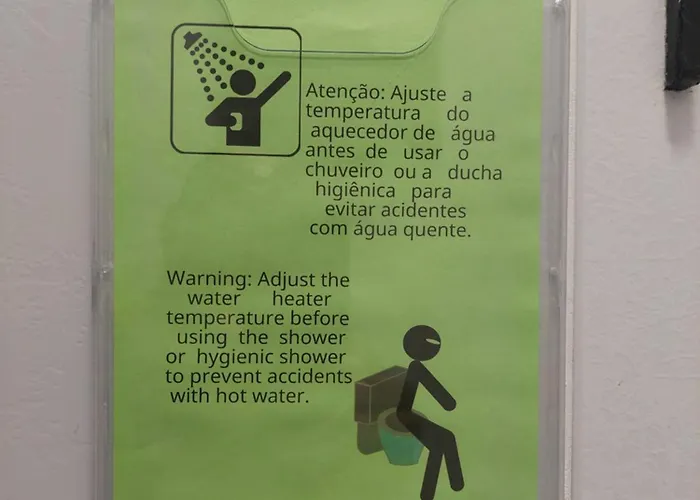 Atenção: Ajuste a
temperatura do
aquecedor de água
antes de usar o
chuveiro ou a ducha
higiênica para
evitar acidentes
com água quente.
Warning: Adjust the
water heater
temperature before
using the shower
or hygienic shower
to prevent accidents
with hot water.